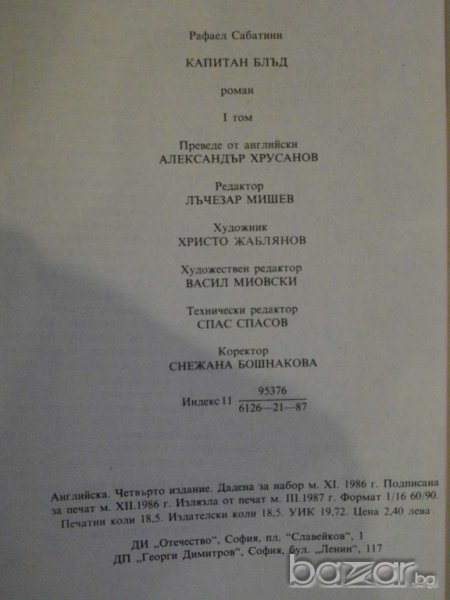 Рафаел Сабатини
КАПИТАН БЛЪД
роман
I том
Преведе от английски
АЛЕКСАНДЪР ХРУСАНОВ
Редактор
ЛЪЧЕЗАР МИШЕВ
Художник
ХРИСТО ЖАБЛЯНОВ
Художествен редактор
ВАСИЛ МИОВСКИ
Технически редактор
СПАС СПАСОВ
Коректор
СНЕЖАНА БОШНАКОВА
Индекс 11 95376
6126—21—87
Английска. Четвърто издание. Дадена за набор м. XI. 1986 г. Подписана
за печат м. XII.1986 г. Излязла от печат м. III.1987 г. Формат 1/16 60/90.
Печатни коли 18,5. Издателски коли 18,5. УИК 19,72. Цена 2,40 лева
ДИ „Отечество“, София, пл. “Славейков“, 1
ДП „Георги Димитров“, София, бул. „Ленин“, 117
bazar.bg